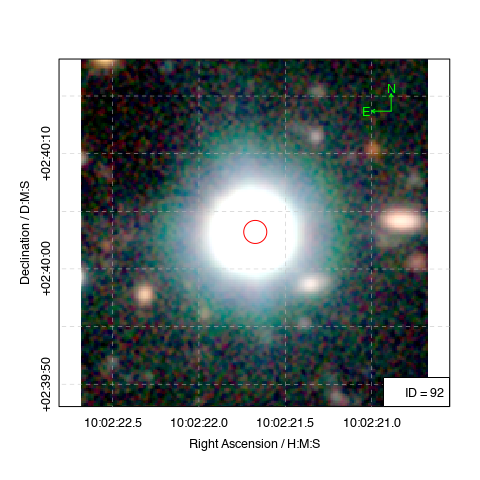 N
E
+02:40:10
+02:40:00
+02:39:50
Declination / D:M:S
ID = 92
10:02:22.5 10:02:22.0 10:02:21.5 10:02:21.0
Right Ascension / H:M:S